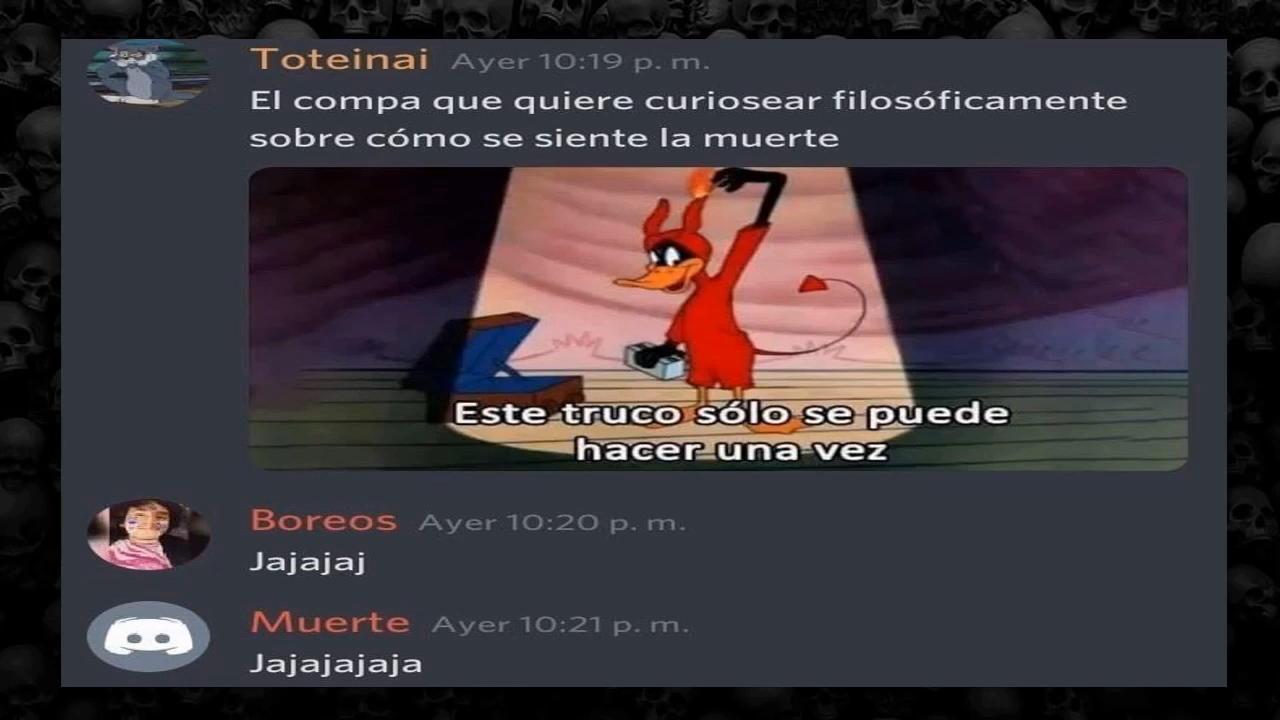 Toteinai Ayer 10:19 p. m.
El compa que quiere curiosear filosóficamente
sobre cómo se siente la muerte
Este truco sólo se puede
hacer una vez
Boreos Ayer 10:20 p. m.
Jajajaj
Muerte Ayer 10:21 p. m.
Jajajajaja